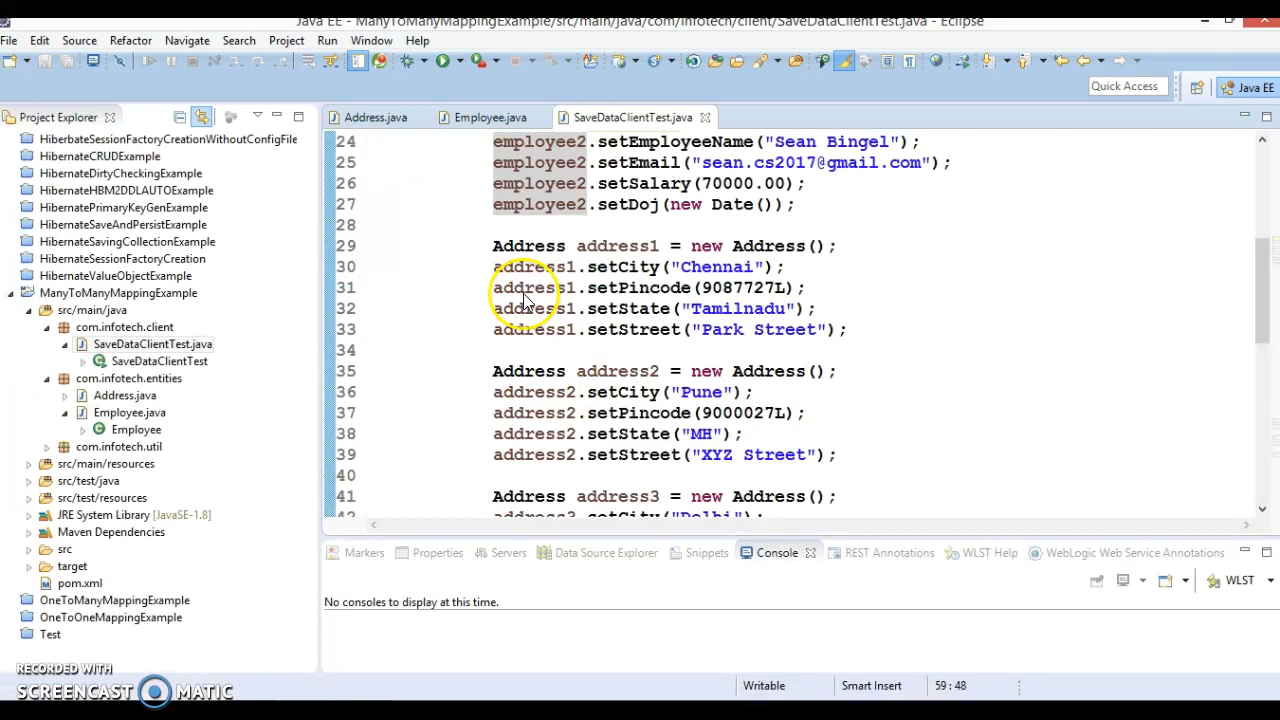 Java EE - ManyToManyMappingExample/src/main/java/com/infotech/client/SaveDataClientTest.java - Eclipse
File Edit Source Refactor Navigate Search Project Run Window Help
Quick Access
Java EE
Project Explorer
HiberbateSessionFactoryCreationWithoutConfigFile
HibernateCRUDExample
HibernateDirtyCheckingExample
HibernateHBM2DDLAUTOExample
HibernatePrimaryKeyGenExample
HibernateSaveAndPersistExample
HibernateSavingCollectionExample
HibernateSessionFactoryCreation
HibernateValueObjectExample
ManyToManyMappingExample
src/main/java
com.infotech.client
SaveDataClientTest.java
SaveDataClientTest
com.infotech.entities
Address.java
Employee.java
Employee
com.infotech.util
src/main/resources
src/test/java
src/test/resources
JRE System Library [JavaSE-1.8]
Maven Dependencies
src
target
pom.xml
OneToManyMappingExample
OneToOneMappingExample
Test
Address.java Employee.java SaveDataClientTest.java
24 employee2.setEmployeeName("Sean Bingel");
25 employee2.setEmail("sean.cs2017@gmail.com");
26 employee2.setSalary(70000.00);
27 employee2.setDoj(new Date());
28
29 Address address1 = new Address();
30 address1.setCity("Chennai");
31 address1.setPincode(9087727L);
32 address1.setState("Tamilnadu");
33 address1.setStreet("Park Street");
34
35 Address address2 = new Address();
36 address2.setCity("Pune");
37 address2.setPincode(9000027L);
38 address2.setState("MH");
39 address2.setStreet("XYZ Street");
40
41 Address address3 = new Address();
42 address3.setCity("Delhi");
Markers Properties Servers Data Source Explorer Snippets Console REST Annotations WLST Help WebLogic Web Service Annotations
WLST
No consoles to display at this time.
Writable Smart Insert 59 : 48
RECORDED WITH
SCREENCAST MATIC